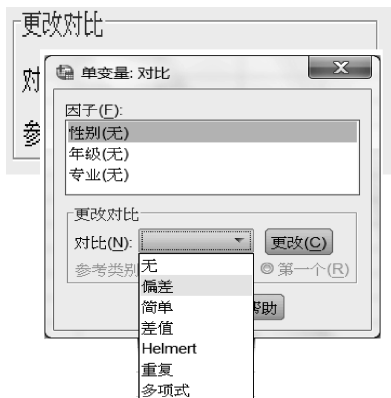 更改对比
对
参
单变量: 对比
因子(F):
性别(无)
年级(无)
专业(无)
更改对比
对比(N):
更改(C)
参考类别
第一个(R)
无
偏差
简单
帮助
差值
Helmert
重复
多项式